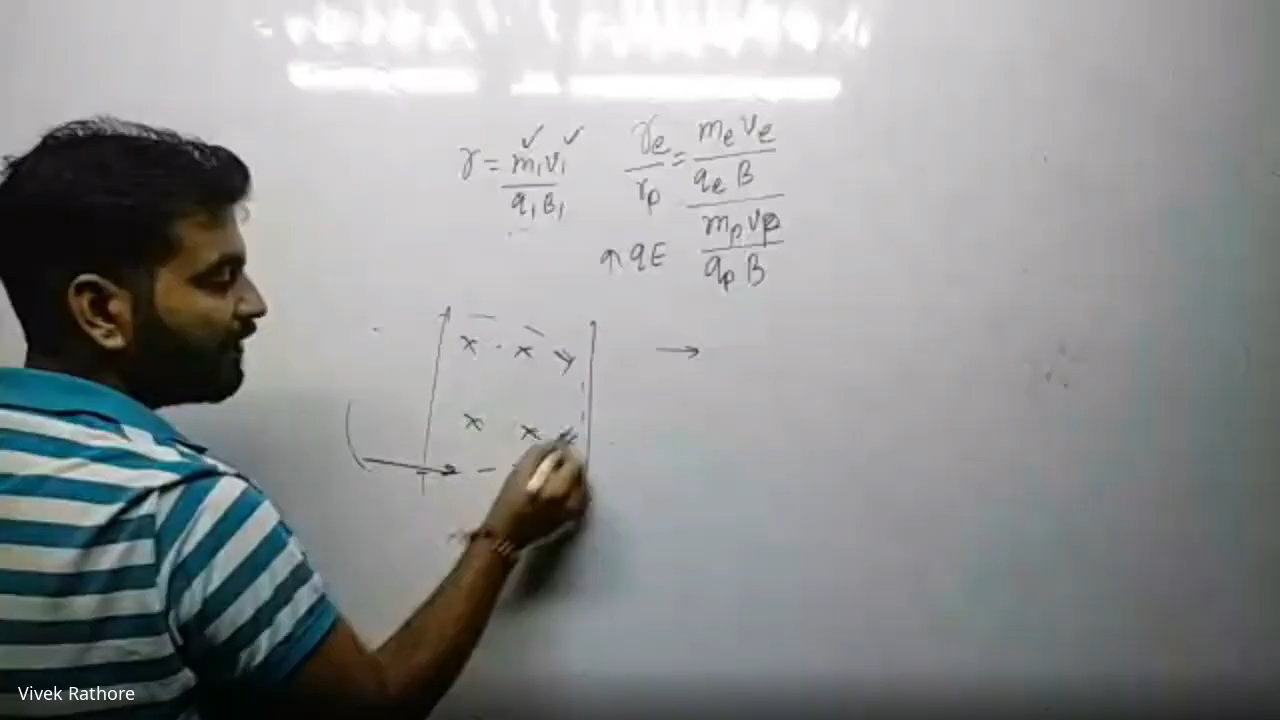 r = m₁v₁ / q₁B₁
rₑ / rₚ = mₑvₑ / qₑB / mₚvₚ / qₚB
↑ qE
x . x x
x x x
→
Vivek Rathore